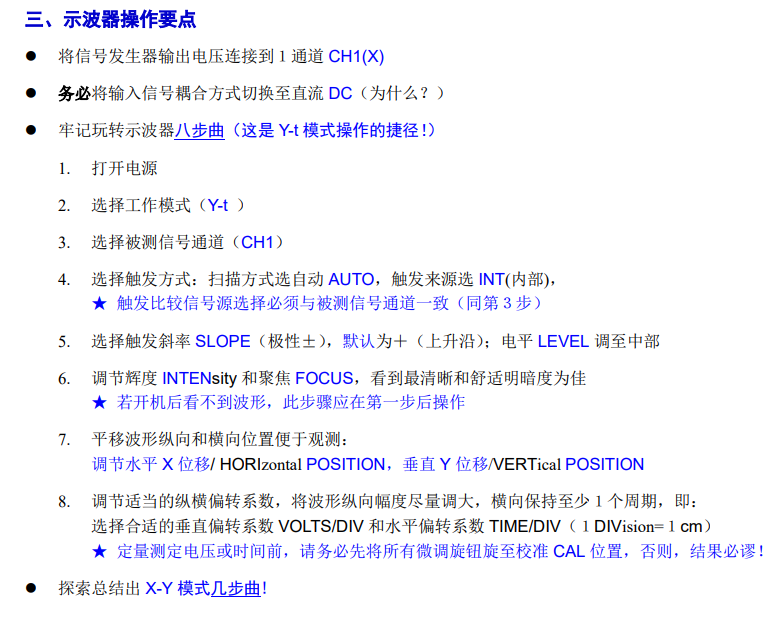 三、示波器操作要点
● 将信号发生器输出电压连接到 1 通道 CH1(X)
● 务必将输入信号耦合方式切换至直流 DC（为什么？）
● 牢记玩转示波器八步曲（这是 Y-t 模式操作的捷径！）
1. 打开电源
2. 选择工作模式（Y-t ）
3. 选择被测信号通道（CH1）
4. 选择触发方式：扫描方式选自动 AUTO，触发来源选 INT(内部)，
★ 触发比较信号源选择必须与被测信号通道一致（同第 3 步）
5. 选择触发斜率 SLOPE（极性±），默认为＋（上升沿）；电平 LEVEL 调至中部
6. 调节辉度 INTENsity 和聚焦 FOCUS，看到最清晰和舒适明暗度为佳
★ 若开机后看不到波形，此步骤应在第一步后操作
7. 平移波形纵向和横向位置便于观测：
调节水平 X 位移/ HORIzontal POSITION，垂直 Y 位移/VERTical POSITION
8. 调节适当的纵横偏转系数，将波形纵向幅度尽量调大，横向保持至少 1 个周期，即：
选择合适的垂直偏转系数 VOLTS/DIV 和水平偏转系数 TIME/DIV（ 1 DIVision= 1 cm）
★ 定量测定电压或时间前，请务必先将所有微调旋钮旋至校准 CAL 位置，否则，结果必谬！
● 探索总结出 X-Y 模式几步曲！